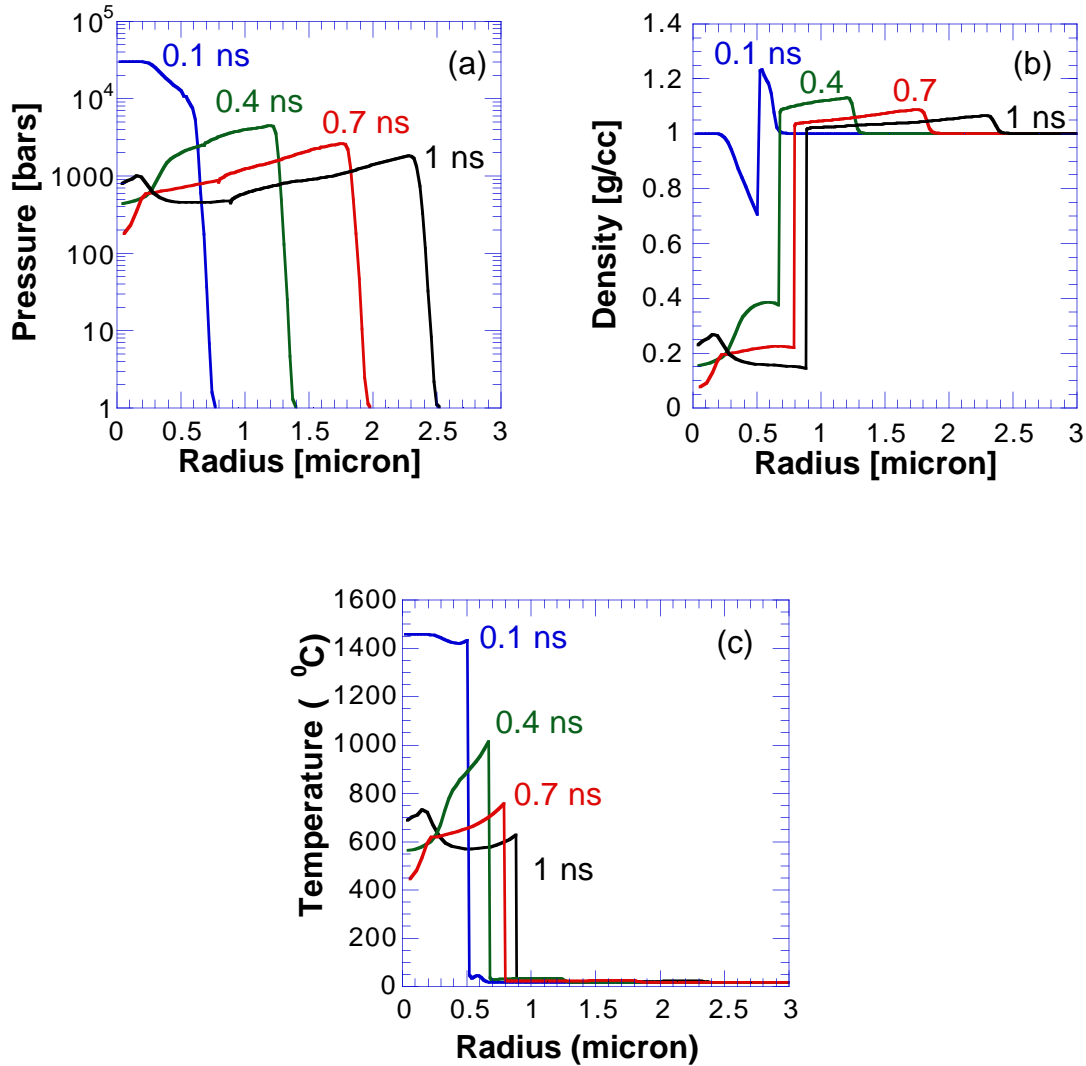 (a)
0.1 ns
0.4 ns
0.7 ns
1 ns
Pressure [bars]
10⁵
10⁴
1000
100
10
1
0 0.5 1 1.5 2 2.5 3
Radius [micron]
(b)
0.1 ns
0.4
0.7
1 ns
Density [g/cc]
1.4
1.2
1
0.8
0.6
0.4
0.2
0
0 0.5 1 1.5 2 2.5 3
Radius [micron]
(c)
0.1 ns
0.4 ns
0.7 ns
1 ns
Temperature ( ⁰C)
1600
1400
1200
1000
800
600
400
200
0
0 0.5 1 1.5 2 2.5 3
Radius (micron)